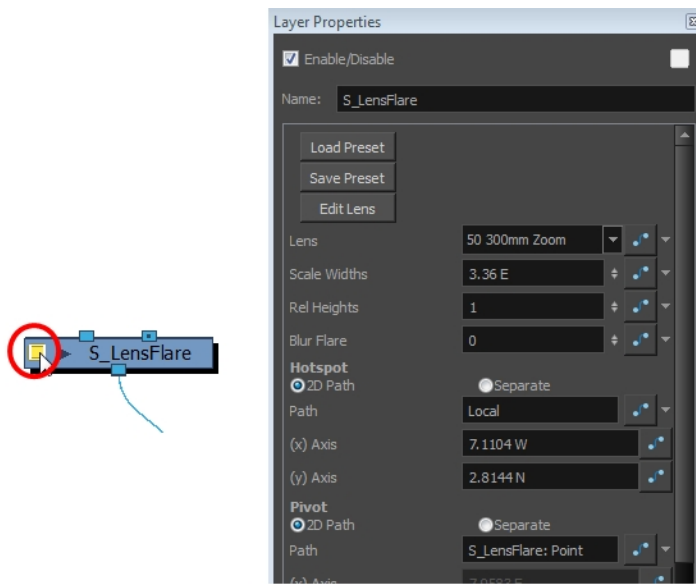 Layer Properties
Enable/Disable
Name: S_LensFlare
Load Preset
Save Preset
Edit Lens
Lens 50 300mm Zoom
Scale Widths 3.36 E
Rel Heights 1
Blur Flare 0
Hotspot
2D Path Separate
Path Local
(x) Axis 7.1104 W
(y) Axis 2.8144 N
Pivot
2D Path Separate
Path S_LensFlare: Point
(x) Axis
S_LensFlare